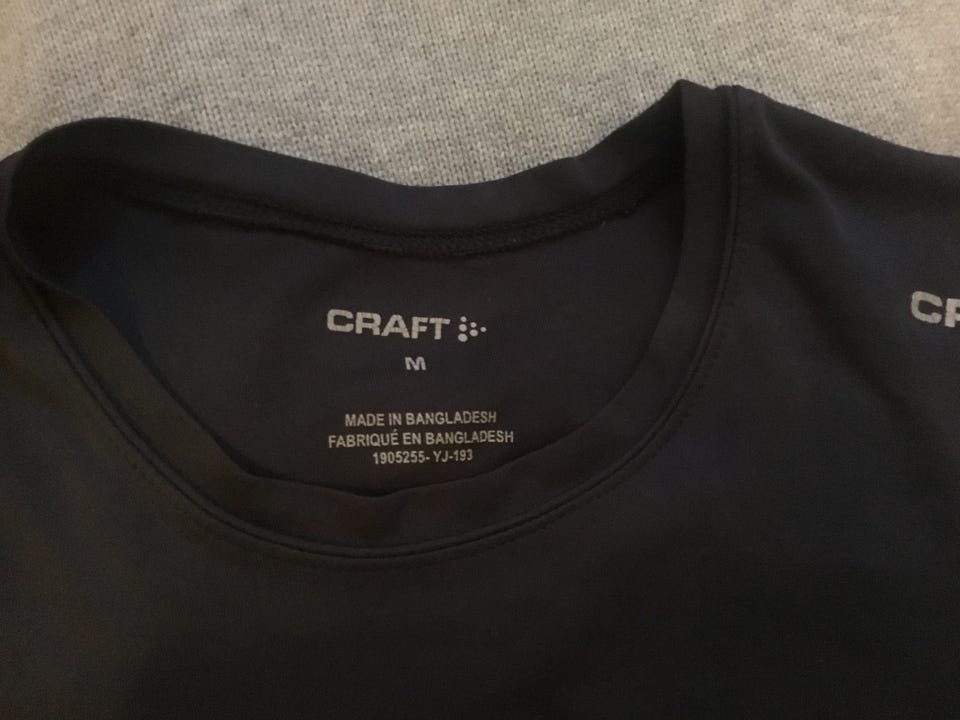 CRAFT
M
MADE IN BANGLADESH
FABRIQUÉ EN BANGLADESH
1905255- YJ-193